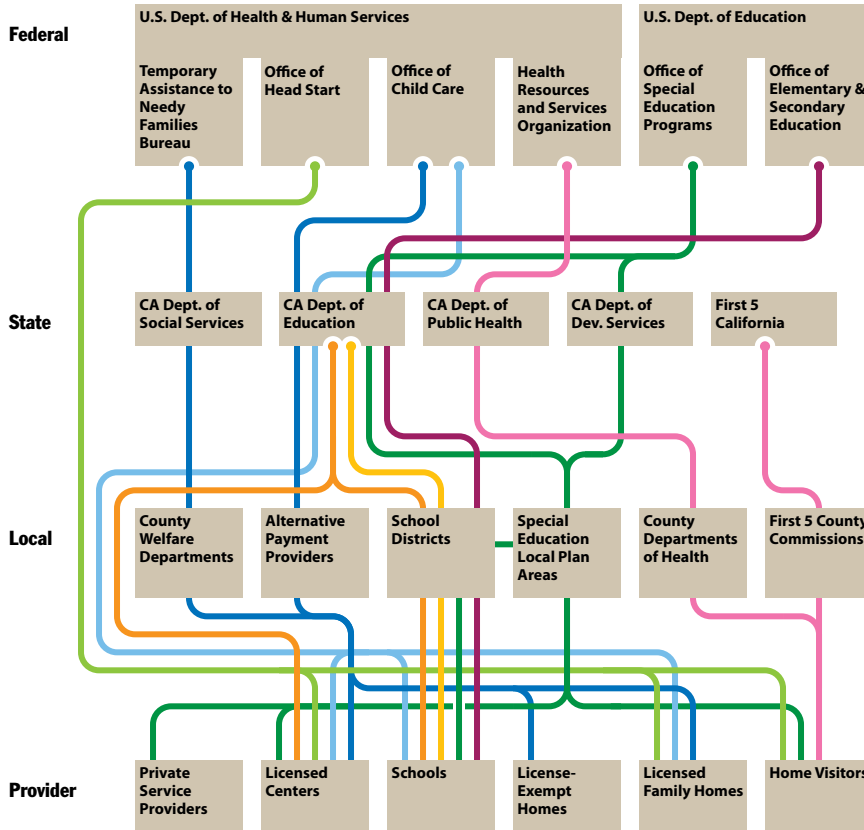 Federal
U.S. Dept. of Health & Human Services
U.S. Dept. of Education
Temporary
Assistance to
Needy
Families
Bureau
Office of
Head Start
Office of
Child Care
Health
Resources
and Services
Organization
Office of
Special
Education
Programs
Office of
Elementary &
Secondary
Education
State
CA Dept. of
Social Services
CA Dept. of
Education
CA Dept. of
Public Health
CA Dept. of
Dev. Services
First 5
California
Local
County
Welfare
Departments
Alternative
Payment
Providers
School
Districts
Special
Education
Local Plan
Areas
County
Departments
of Health
First 5 County
Commissions
Provider
Private
Service
Providers
Licensed
Centers
Schools
License-
Exempt
Homes
Licensed
Family Homes
Home Visitors